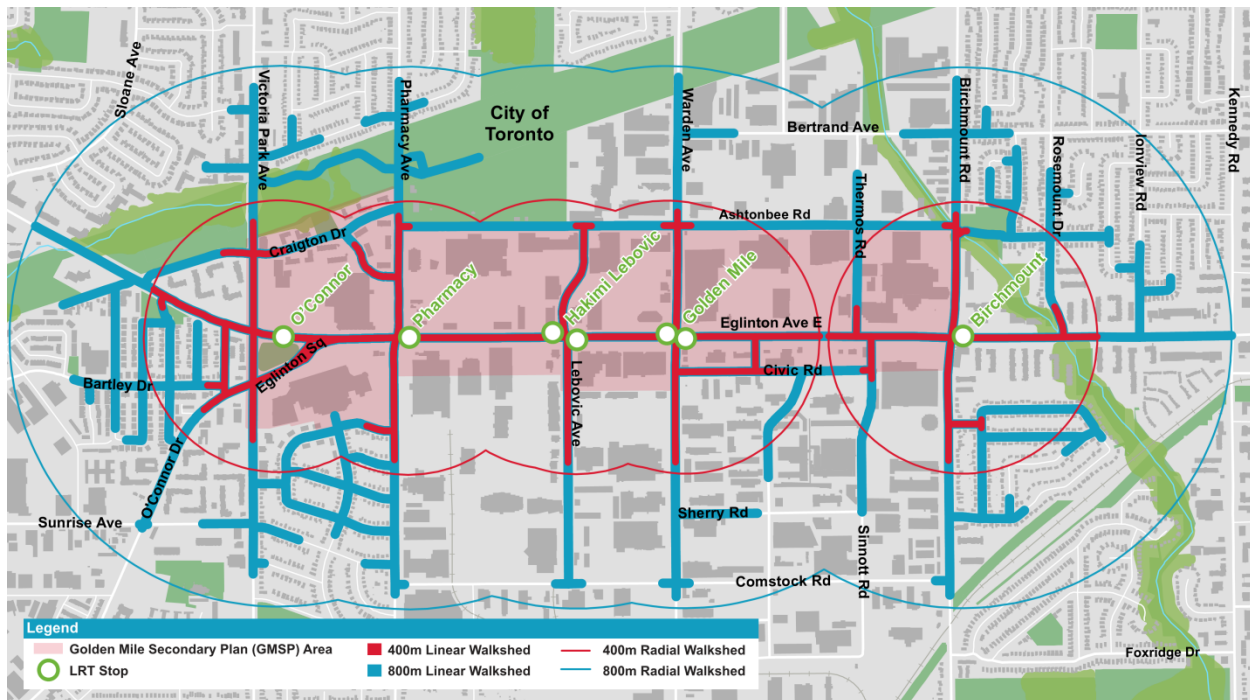 Sloane Ave
Victoria Park Ave
Pharmacy Ave
City of
Toronto
Warden Ave
Bertrand Ave
Birchmount Rd
Rosemount Dr
Ionview Rd
Kennedy Rd
Thermos Rd
Ashtonbee Rd
Craigton Dr
O'Connor
Pharmacy
Hakimi Lebovic
Golden Mile
Birchmount
Eglinton Ave E
Eglinton Sq
Civic Rd
Bartley Dr
Lebovic Ave
O'Connor Dr
Sunrise Ave
Sherry Rd
Sinnott Rd
Comstock Rd
Foxridge Dr
Legend
Golden Mile Secondary Plan (GMSP) Area
400m Linear Walkshed
400m Radial Walkshed
LRT Stop
800m Linear Walkshed
800m Radial Walkshed